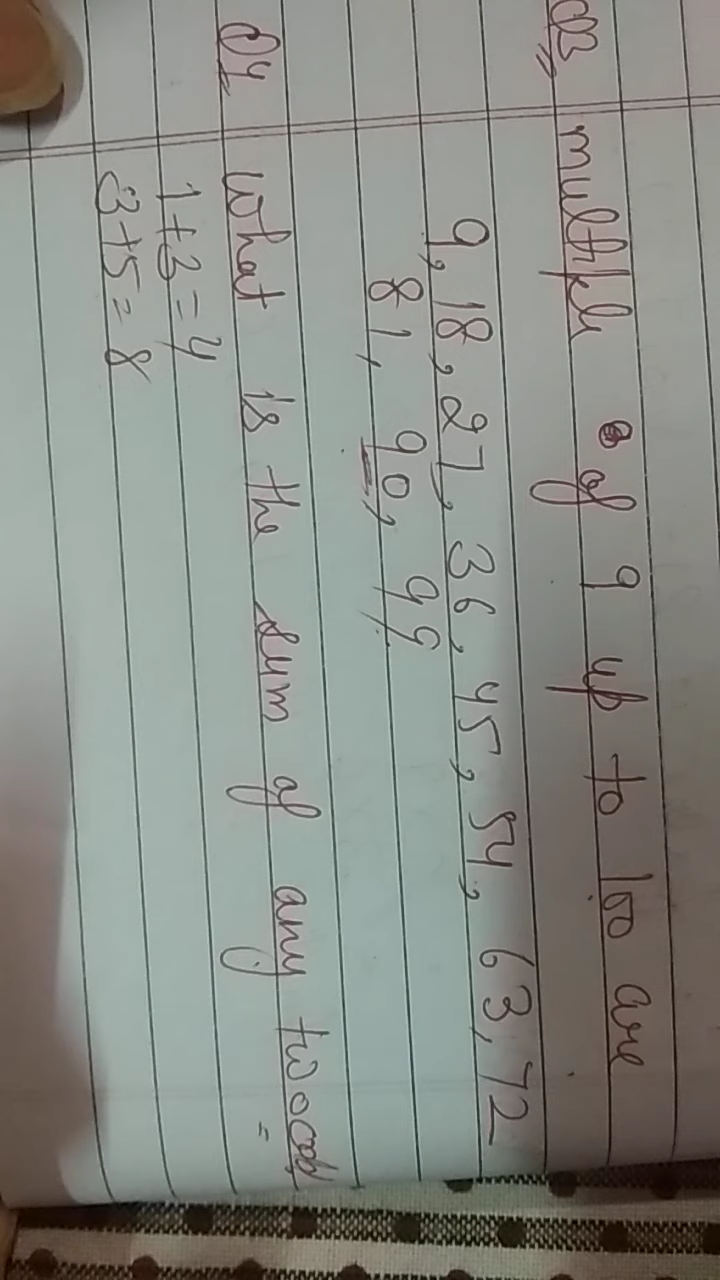 Q3 multiple of 9 up to 100 are
9, 18, 27, 36, 45, 54, 63, 72
81, 90, 99
Q4 What is the sum of any two odd
1+3=4
3+5=8